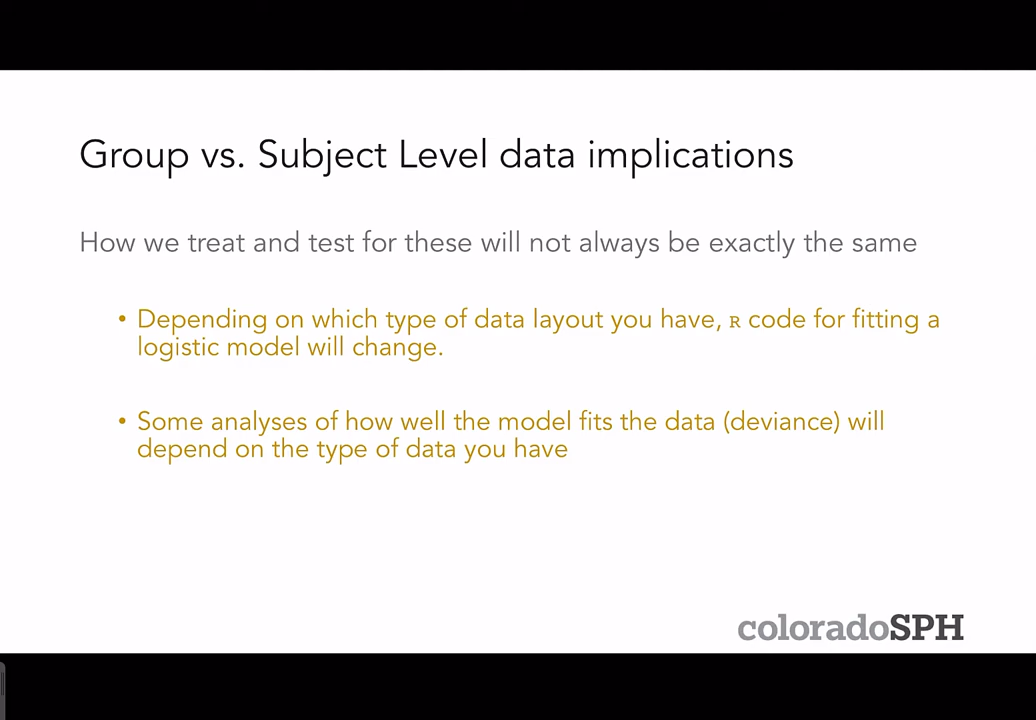 Group vs. Subject Level data implications
How we treat and test for these will not always be exactly the same
• Depending on which type of data layout you have, R code for fitting a
logistic model will change.
• Some analyses of how well the model fits the data (deviance) will
depend on the type of data you have
coloradoSPH